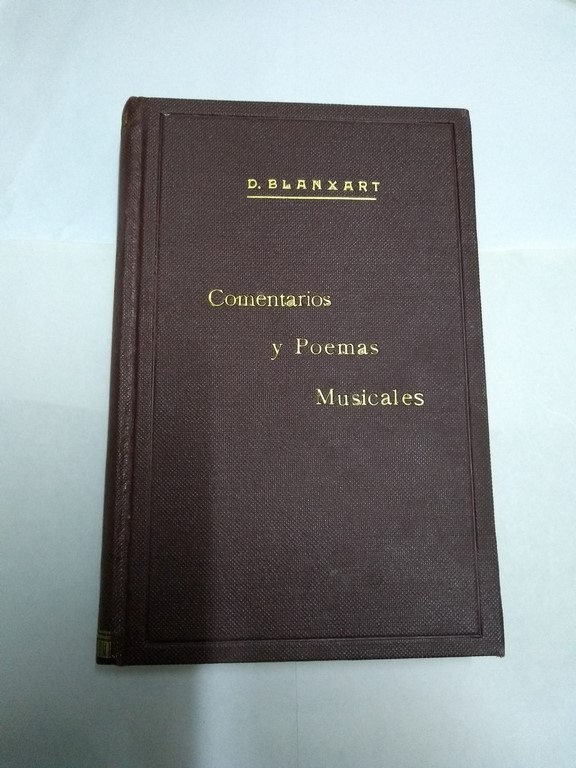 D. BLANXART
Comentarios
y Poemas
Musicales